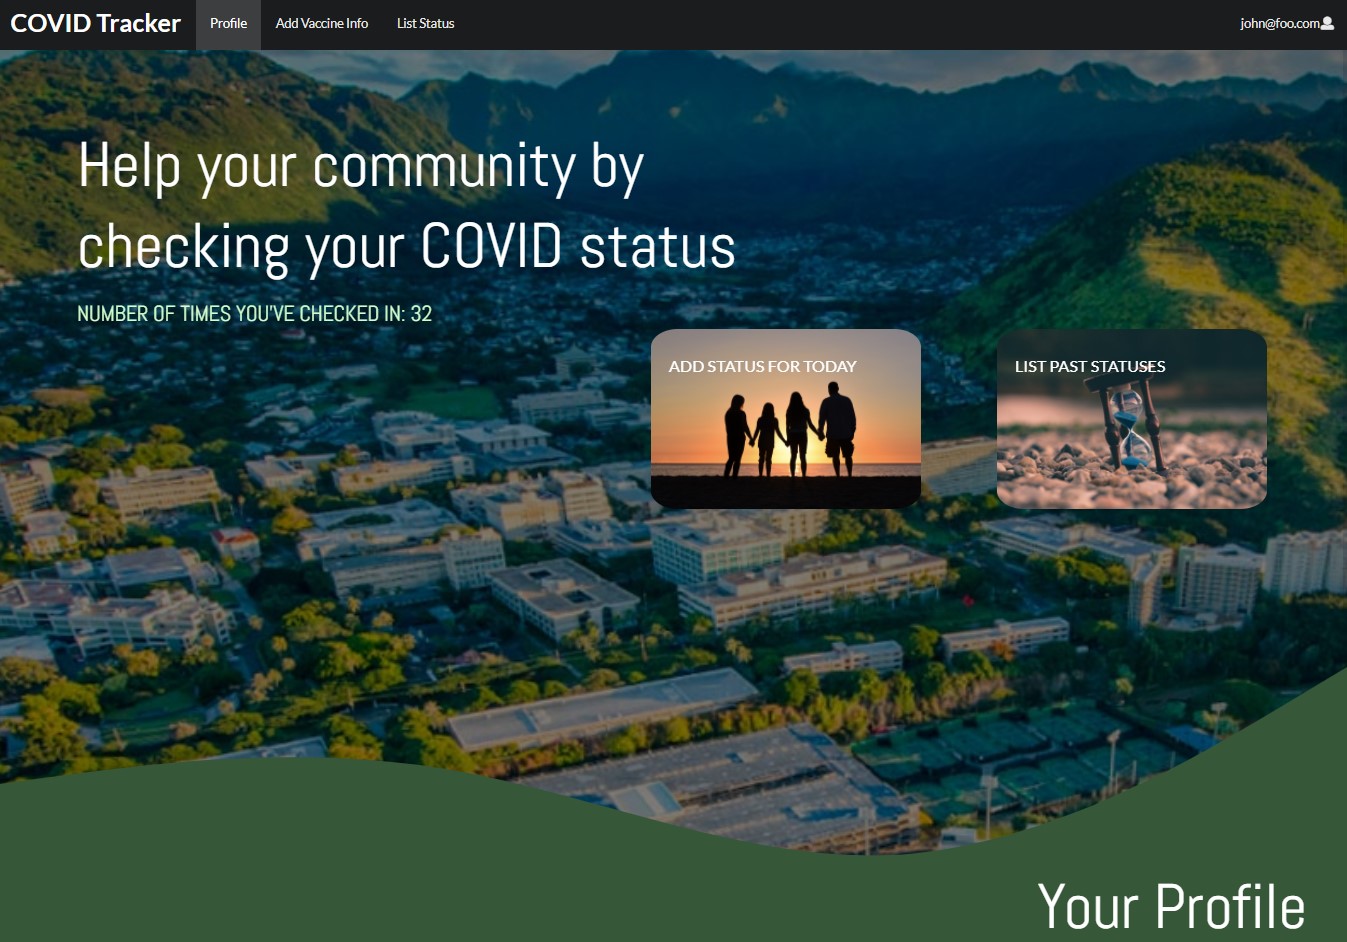 COVID Tracker
Profile
Add Vaccine Info
List Status
john@foo.com
Help your community by
checking your COVID status
NUMBER OF TIMES YOU'VE CHECKED IN: 32
ADD STATUS FOR TODAY
LIST PAST STATUSES
Your Profile